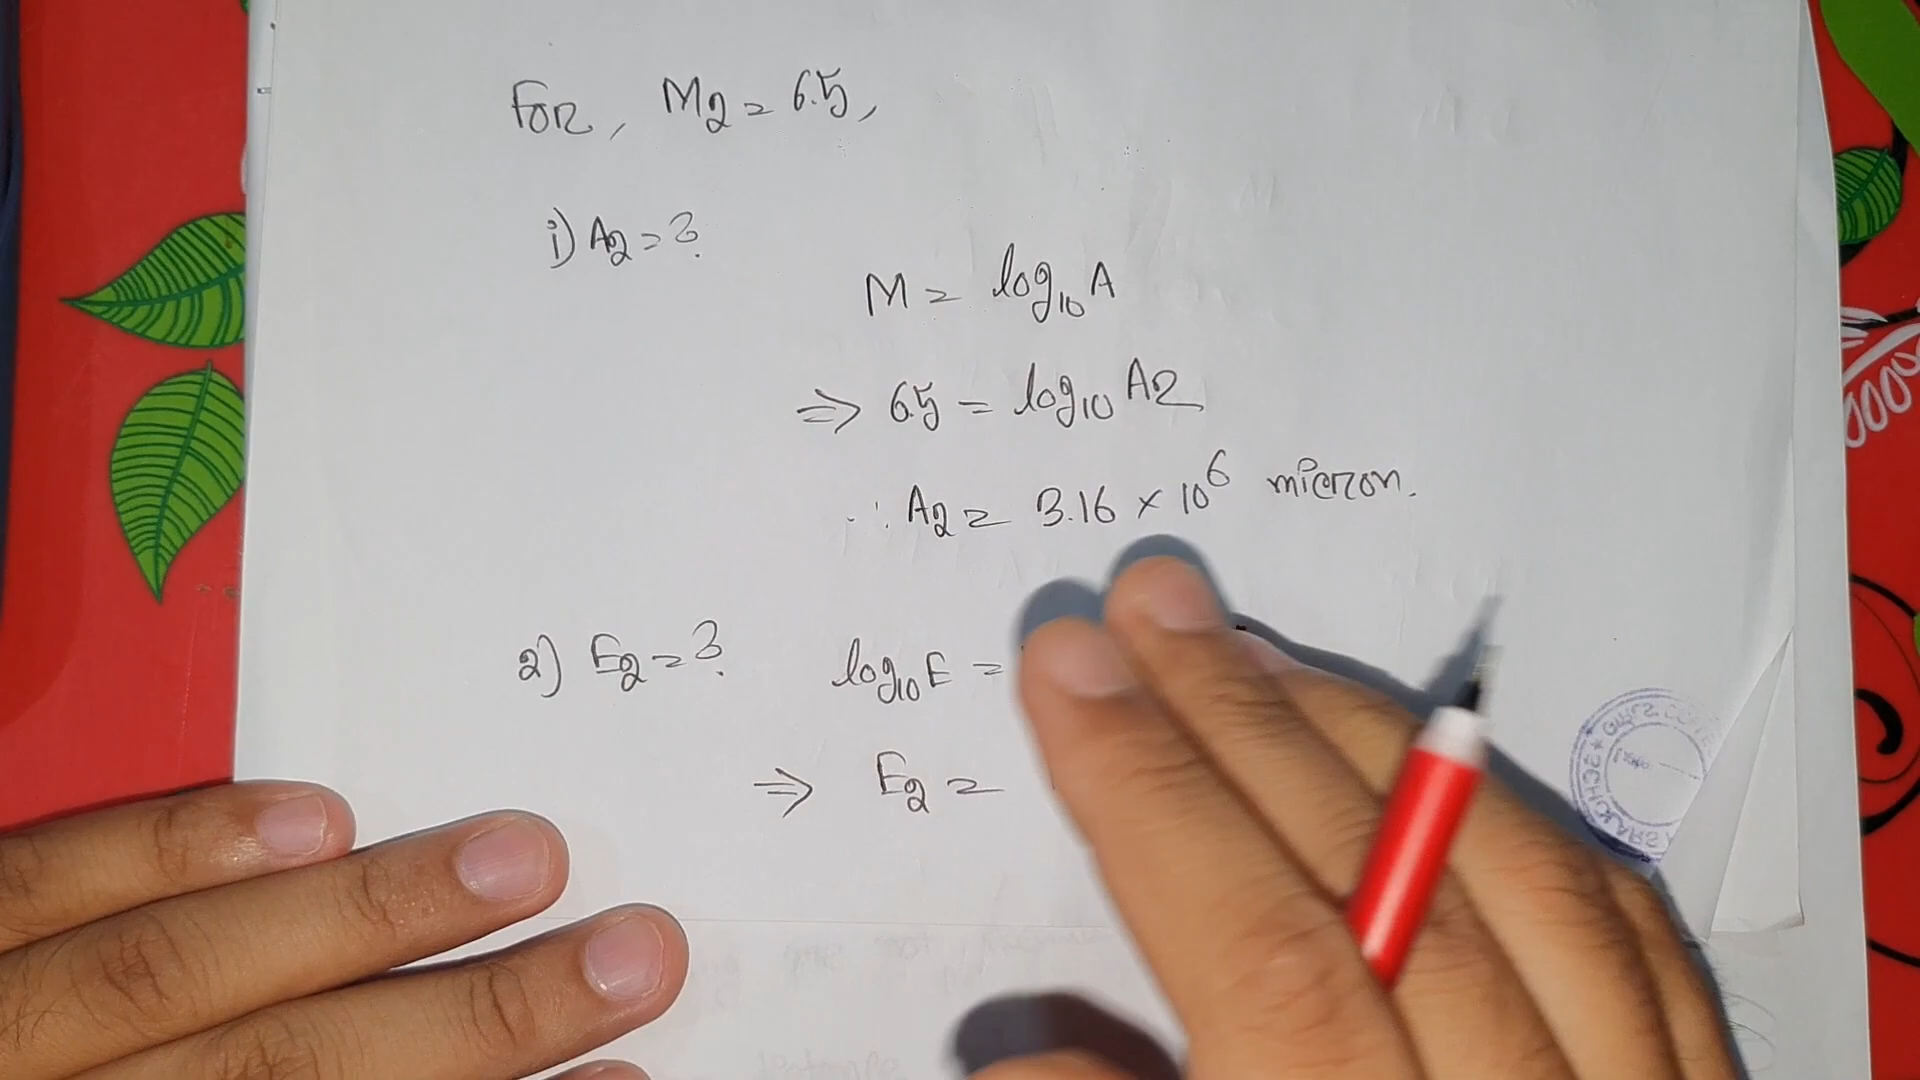 For, M2 = 6.5,
i) A2 = ?
M = log10 A
⇒ 6.5 = log10 A2
∴ A2 = 3.16 × 10^6 micron.
2) E2 = ? log10 E =
⇒ E2 =